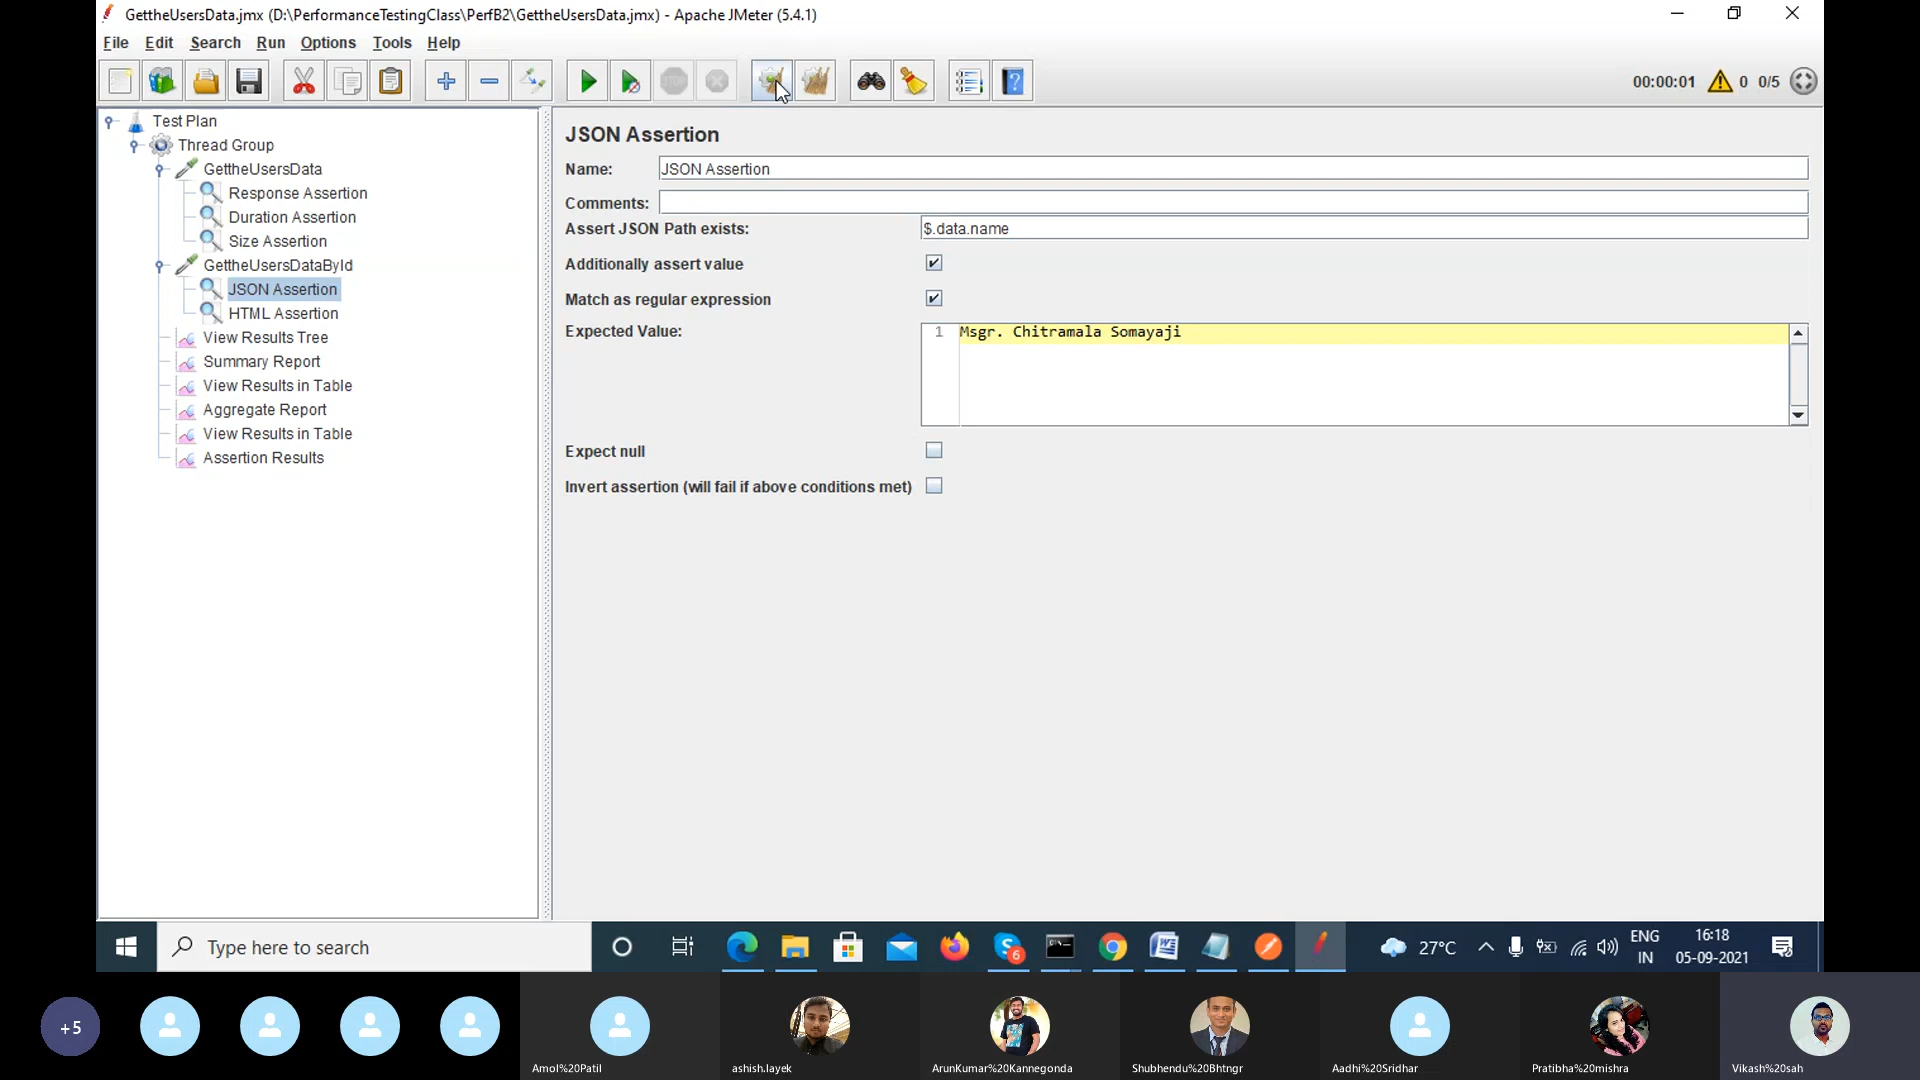 GettheUsersData.jmx (D:\PerformanceTestingClass\PerfB2\GettheUsersData.jmx) - Apache JMeter (5.4.1)
File Edit Search Run Options Tools Help
STOP
00:00:01 0 0/5
Test Plan
Thread Group
GettheUsersData
Response Assertion
Duration Assertion
Size Assertion
GettheUsersDataById
JSON Assertion
HTML Assertion
View Results Tree
Summary Report
View Results in Table
Aggregate Report
View Results in Table
Assertion Results
JSON Assertion
Name: JSON Assertion
Comments:
Assert JSON Path exists: $.data.name
Additionally assert value
Match as regular expression
Expected Value: 1 Msgr. Chitramala Somayaji
Expect null
Invert assertion (will fail if above conditions met)
Type here to search
6
27°C
ENG
IN
16:18
05-09-2021
+5
Amol%20Patil
ashish.layek
ArunKumar%20Kannegonda
Shubhendu%20Bhtngr
Aadhi%20Sridhar
Pratibha%20mishra
Vikash%20sah